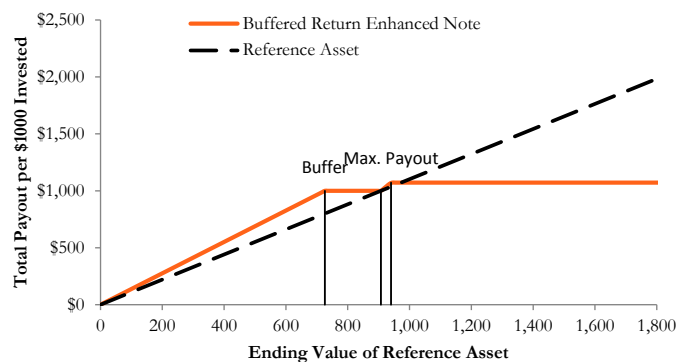 $2,500
Buffered Return Enhanced Note
Reference Asset
$2,000
$1,500
Buffer
Max. Payout
$1,000
$500
$0
0 200 400 600 800 1,000 1,200 1,400 1,600 1,800
Total Payout per $1000 Invested
Ending Value of Reference Asset